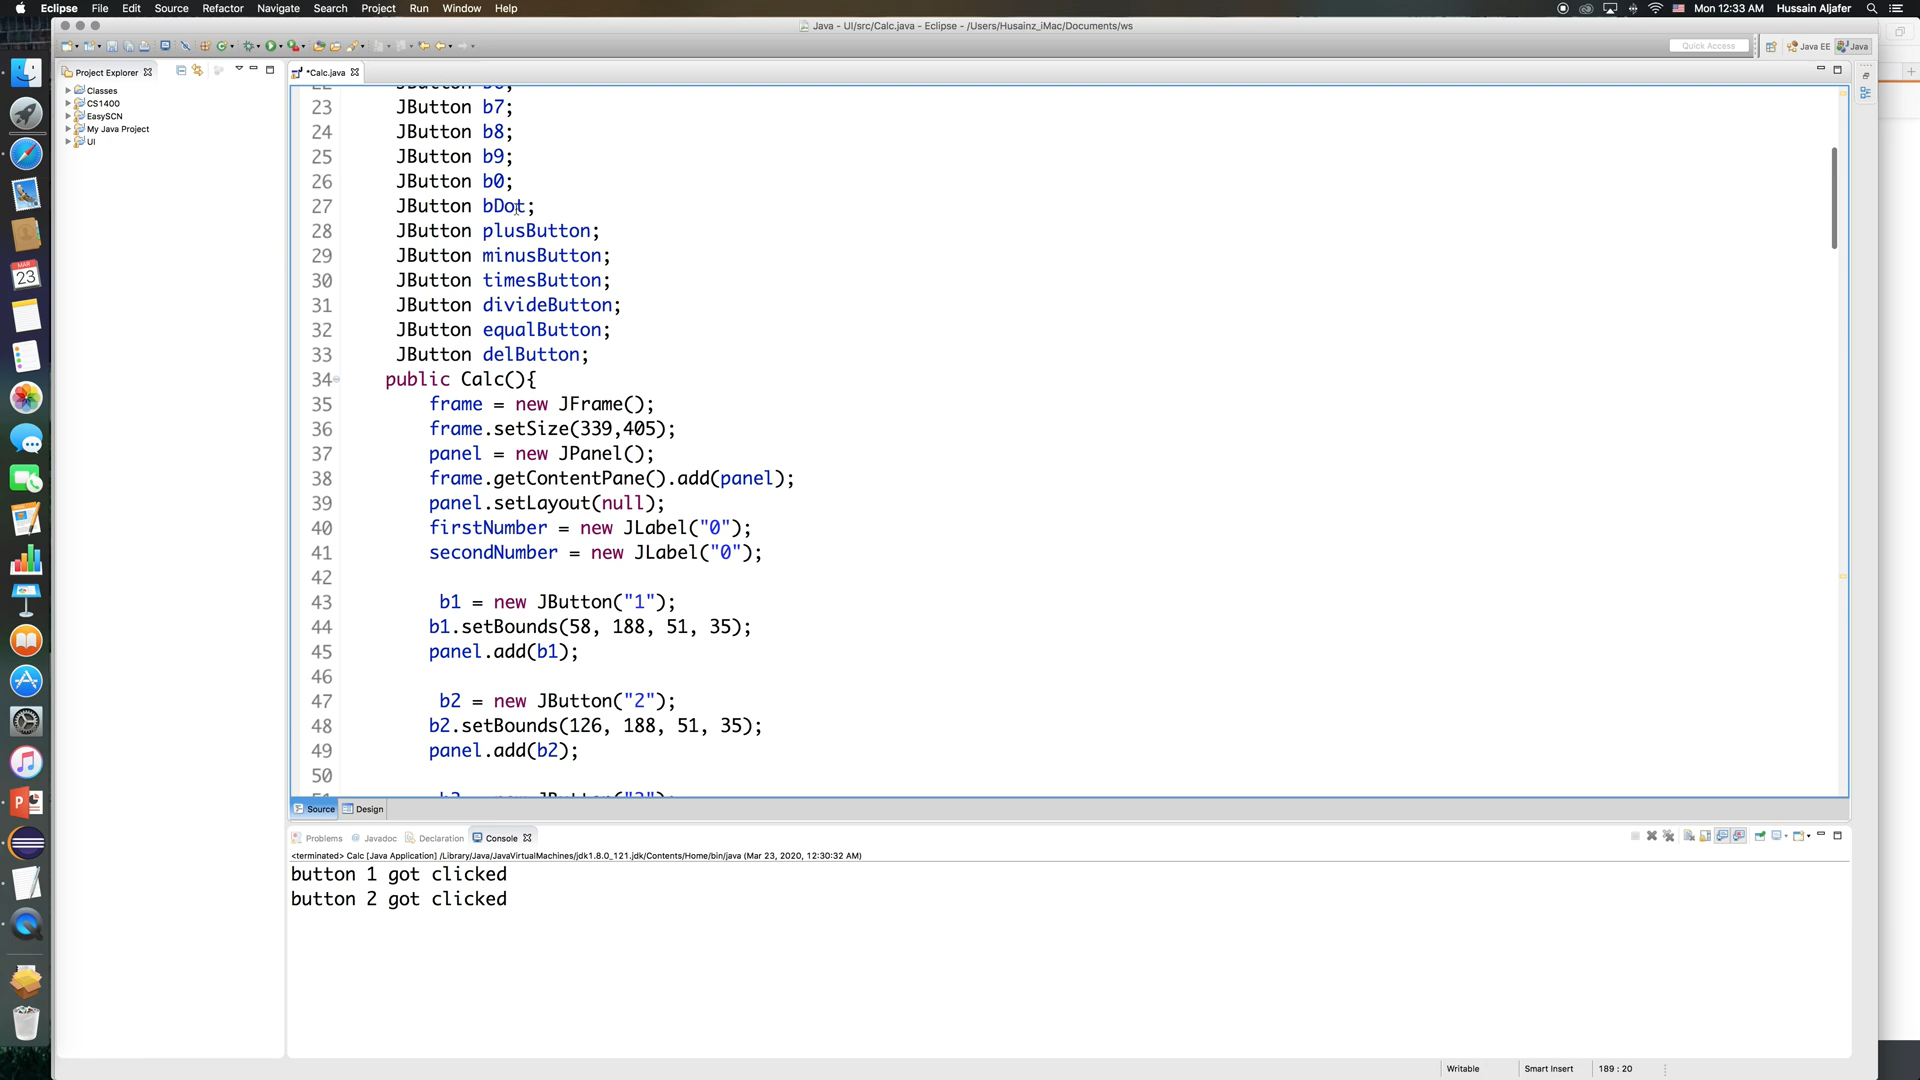 Eclipse File Edit Source Refactor Navigate Search Project Run Window Help
Mon 12:33 AM Hussain Aljafer
Java - UI/src/Calc.java - Eclipse - /Users/Husainz_iMac/Documents/ws
Quick Access
Java EE Java
Project Explorer
*Calc.java
Classes
CS1400
EasySCN
My Java Project
UI
MAR
23
23 JButton b7;
24 JButton b8;
25 JButton b9;
26 JButton b0;
27 JButton bDot;
28 JButton plusButton;
29 JButton minusButton;
30 JButton timesButton;
31 JButton divideButton;
32 JButton equalButton;
33 JButton delButton;
34 public Calc(){
35 frame = new JFrame();
36 frame.setSize(339,405);
37 panel = new JPanel();
38 frame.getContentPane().add(panel);
39 panel.setLayout(null);
40 firstNumber = new JLabel("0");
41 secondNumber = new JLabel("0");
42
43 b1 = new JButton("1");
44 b1.setBounds(58, 188, 51, 35);
45 panel.add(b1);
46
47 b2 = new JButton("2");
48 b2.setBounds(126, 188, 51, 35);
49 panel.add(b2);
50
Source Design
Problems @ Javadoc Declaration Console
<terminated> Calc [Java Application] /Library/Java/JavaVirtualMachines/jdk1.8.0_121.jdk/Contents/Home/bin/java (Mar 23, 2020, 12:30:32 AM)
button 1 got clicked
button 2 got clicked
Writable Smart Insert 189 : 20